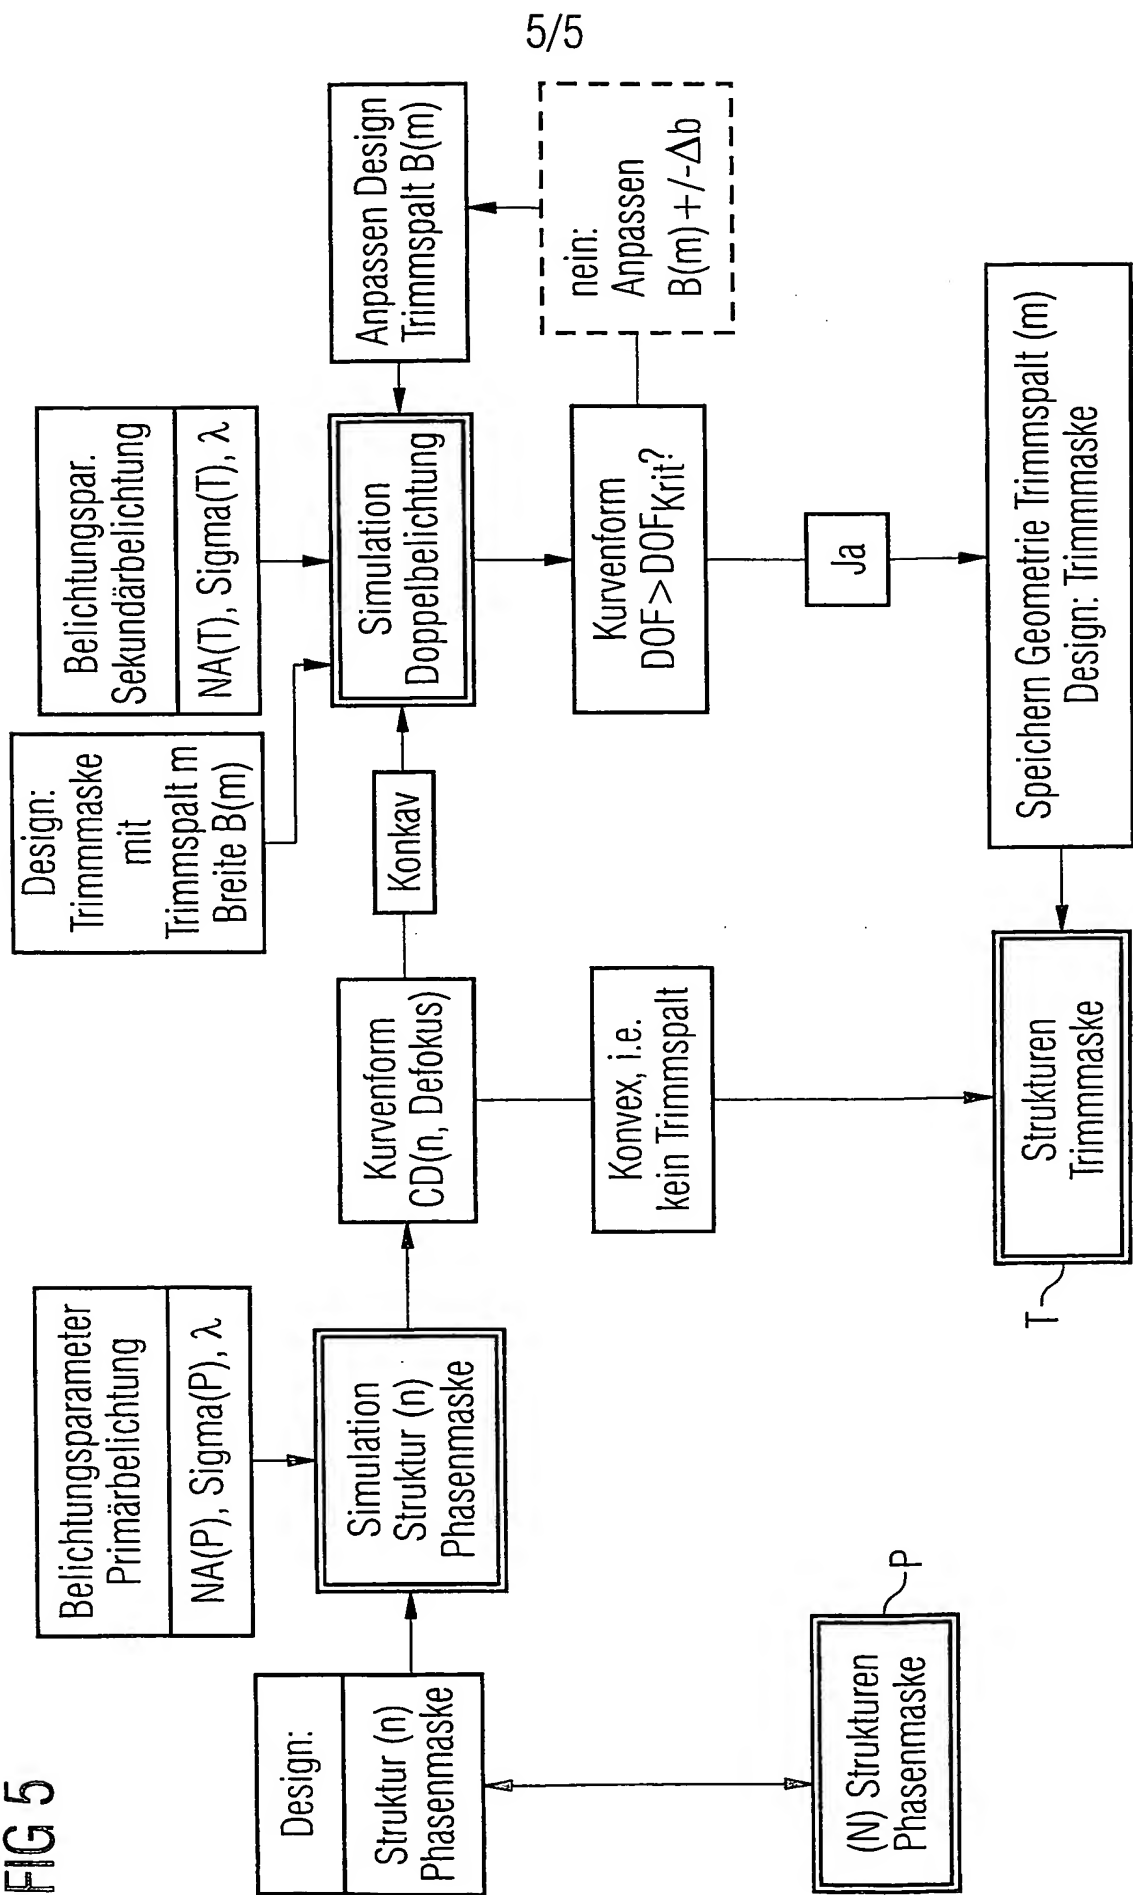 5/5
FIG 5
Design:
Struktur (n)
Phasenmaske
(N) Strukturen
Phasenmaske
P
Belichtungsparameter
Primärbelichtung
NA(P), Sigma(P), λ
Simulation
Struktur (n)
Phasenmaske
Kurvenform
CD(n, Defokus)
Konvex, i.e.
kein Trimmspalt
Konkav
Design:
Trimmmaske
mit
Trimmspalt m
Breite B(m)
Belichtungspar.
Sekundärbelichtung
NA(T), Sigma(T), λ
Simulation
Doppelbelichtung
Anpassen Design
Trimmspalt B(m)
nein:
Anpassen
B(m)+/-Δb
Kurvenform
DOF>DOFKrit?
Ja
Speichern Geometrie Trimmspalt (m)
Design: Trimmaske
Strukturen
Trimmmaske
T